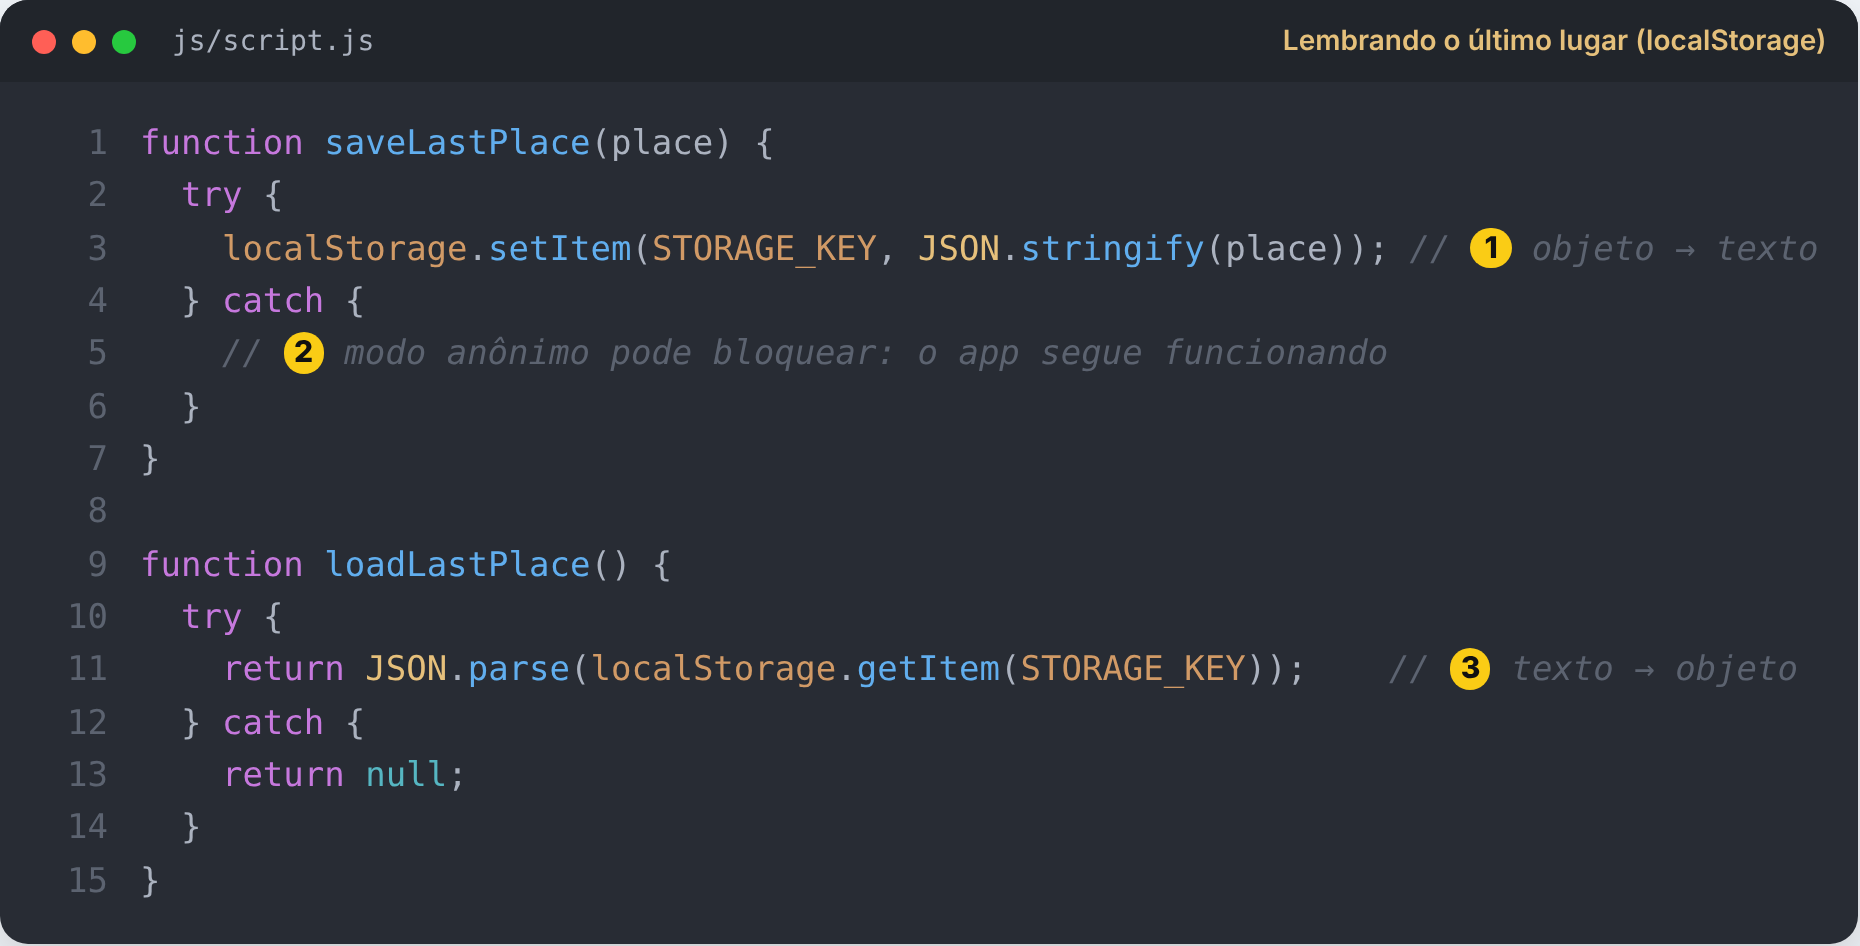 js/script.js
Lembrando o último lugar (localStorage)
1 function saveLastPlace(place) {
2   try {
3     localStorage.setItem(STORAGE_KEY, JSON.stringify(place)); // 1 objeto → texto
4   } catch {
5     // 2 modo anônimo pode bloquear: o app segue funcionando
6   }
7 }
8
9 function loadLastPlace() {
10   try {
11     return JSON.parse(localStorage.getItem(STORAGE_KEY));    // 3 texto → objeto
12   } catch {
13     return null;
14   }
15 }